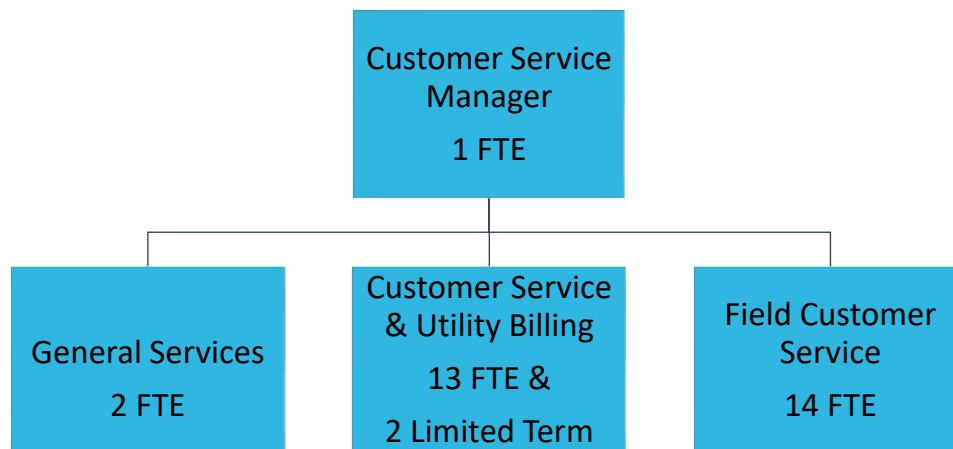 Customer Service
Manager
1 FTE
General Services
2 FTE
Customer Service
& Utility Billing
13 FTE &
2 Limited Term
Field Customer
Service
14 FTE